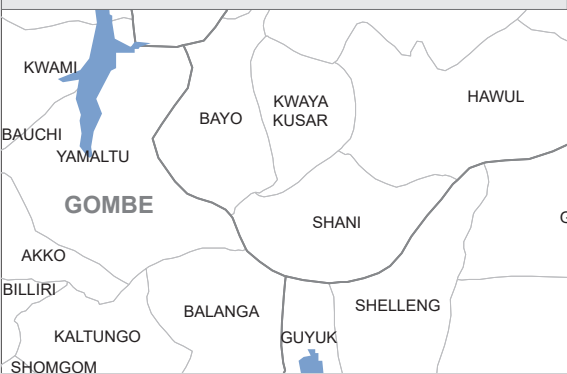 KWAMI
HAWUL
KWAYA
KUSAR
BAYO
BAUCHI
YAMALTU
GOMBE
SHANI
G
AKKO
BILLIRI
BALANGA
SHELLENG
KALTUNGO
GUYUK
SHOMGOM